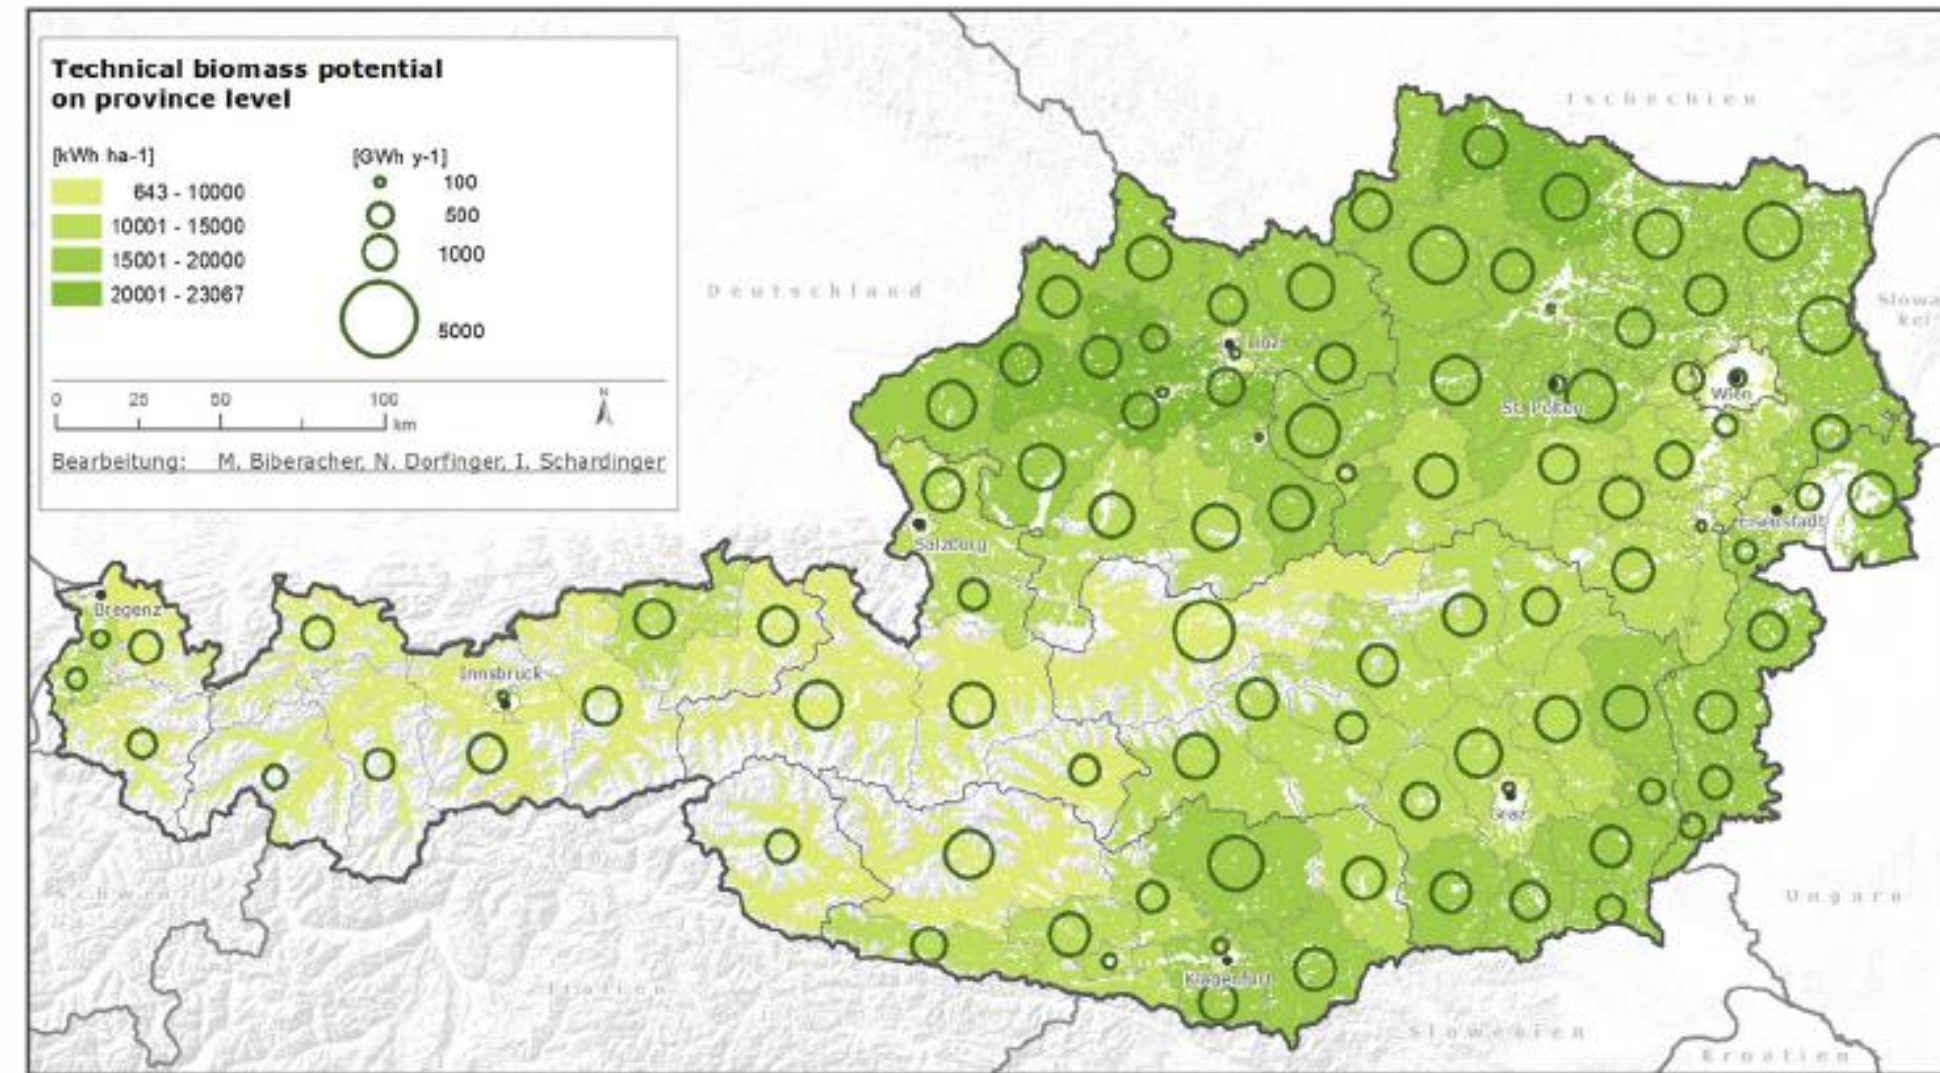 Technical biomass potential
on province level
[kWh ha-1]
[GWh y-1]
643 - 10000
10001 - 15000
15001 - 20000
20001 - 23067
100
500
1000
5000
0 25 50 100
km
N
Bearbeitung: M. Biberacher, N. Dorfinger, I. Schardinger
Tschechien
Deutschland
Linz
St. Pölten
Wien
Eisenstadt
Salzburg
Bregenz
Innsbruck
Graz
Klagenfurt
Ungarn
Italien
Slowenien
Kroatien